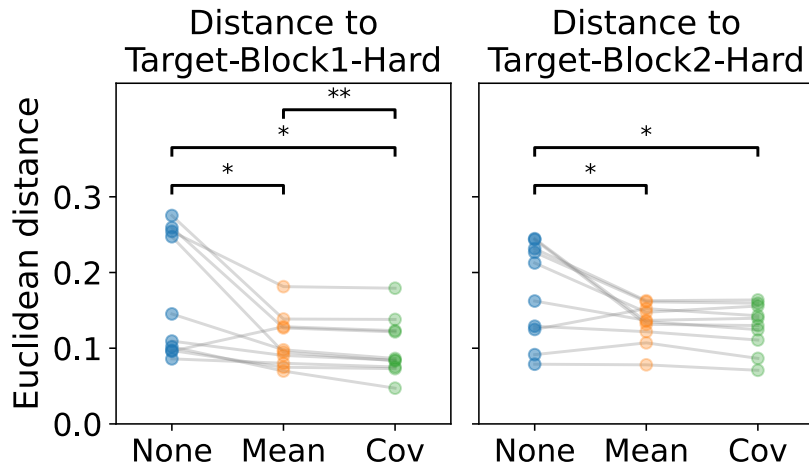 Distance to
Target-Block1-Hard
Distance to
Target-Block2-Hard
Euclidean distance
0.3
0.2
0.1
0.0
**
*
*
*
*
None Mean Cov
None Mean Cov